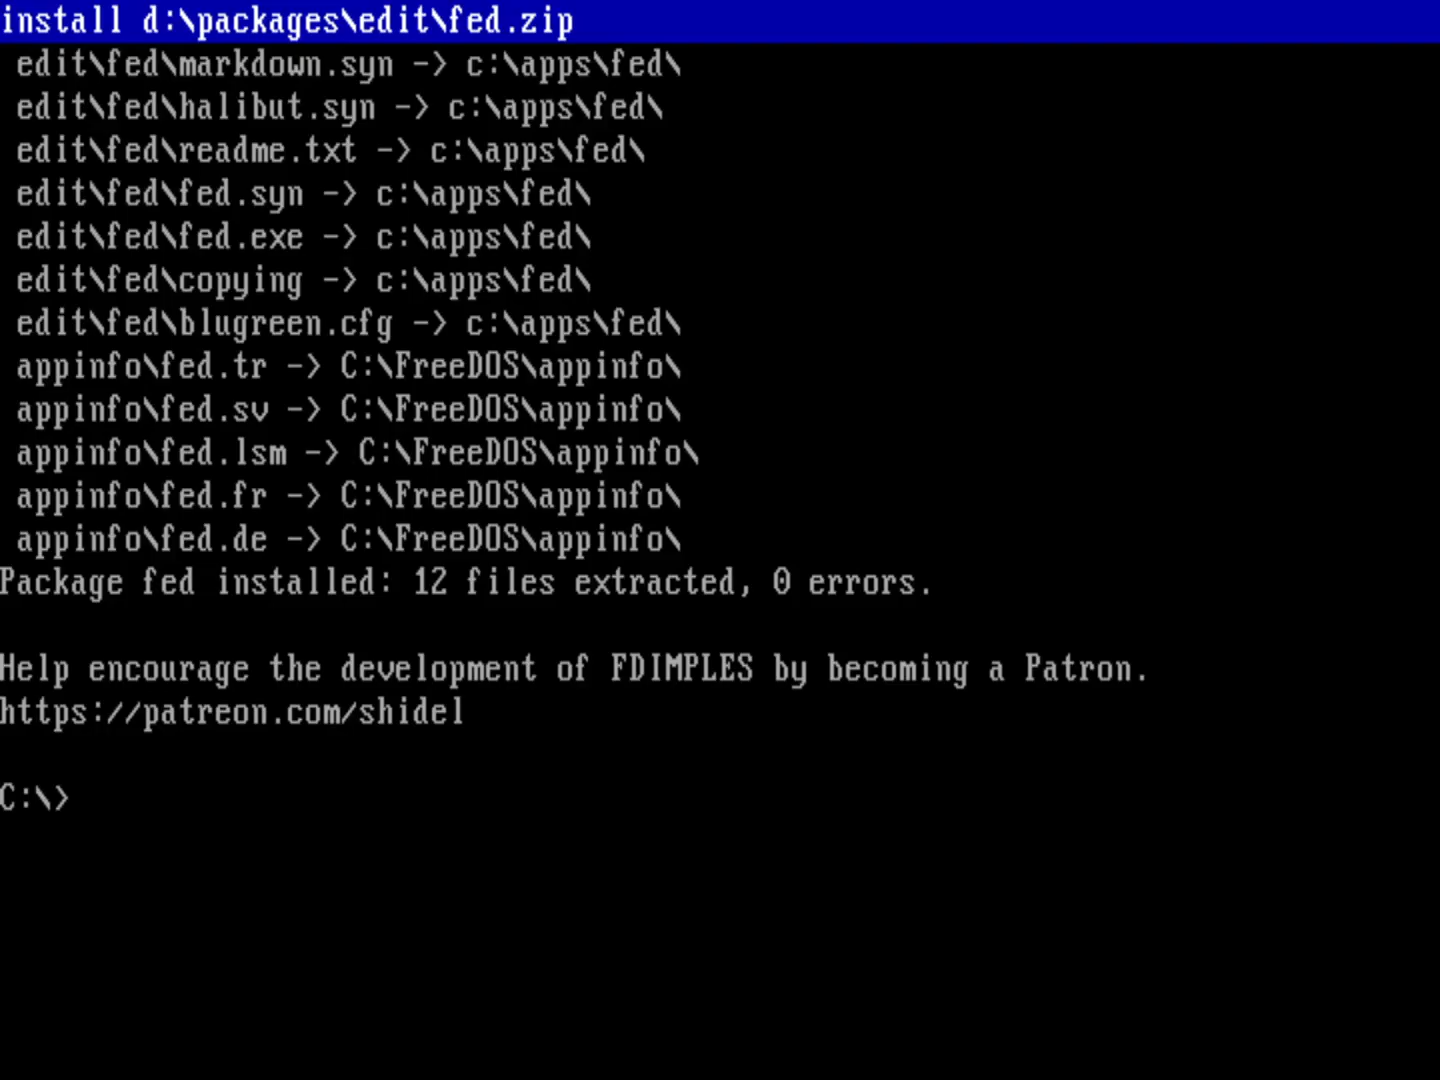 install d:\packages\edit\fed.zip
edit\fed\markdown.syn -> c:\apps\fed\
edit\fed\halibut.syn -> c:\apps\fed\
edit\fed\readme.txt -> c:\apps\fed\
edit\fed\fed.syn -> c:\apps\fed\
edit\fed\fed.exe -> c:\apps\fed\
edit\fed\copying -> c:\apps\fed\
edit\fed\blugreen.cfg -> c:\apps\fed\
appinfo\fed.tr -> C:\FreeDOS\appinfo\
appinfo\fed.sv -> C:\FreeDOS\appinfo\
appinfo\fed.lsm -> C:\FreeDOS\appinfo\
appinfo\fed.fr -> C:\FreeDOS\appinfo\
appinfo\fed.de -> C:\FreeDOS\appinfo\
Package fed installed: 12 files extracted, 0 errors.
Help encourage the development of FDIMPLES by becoming a Patron.
https://patreon.com/shidel
C:\>